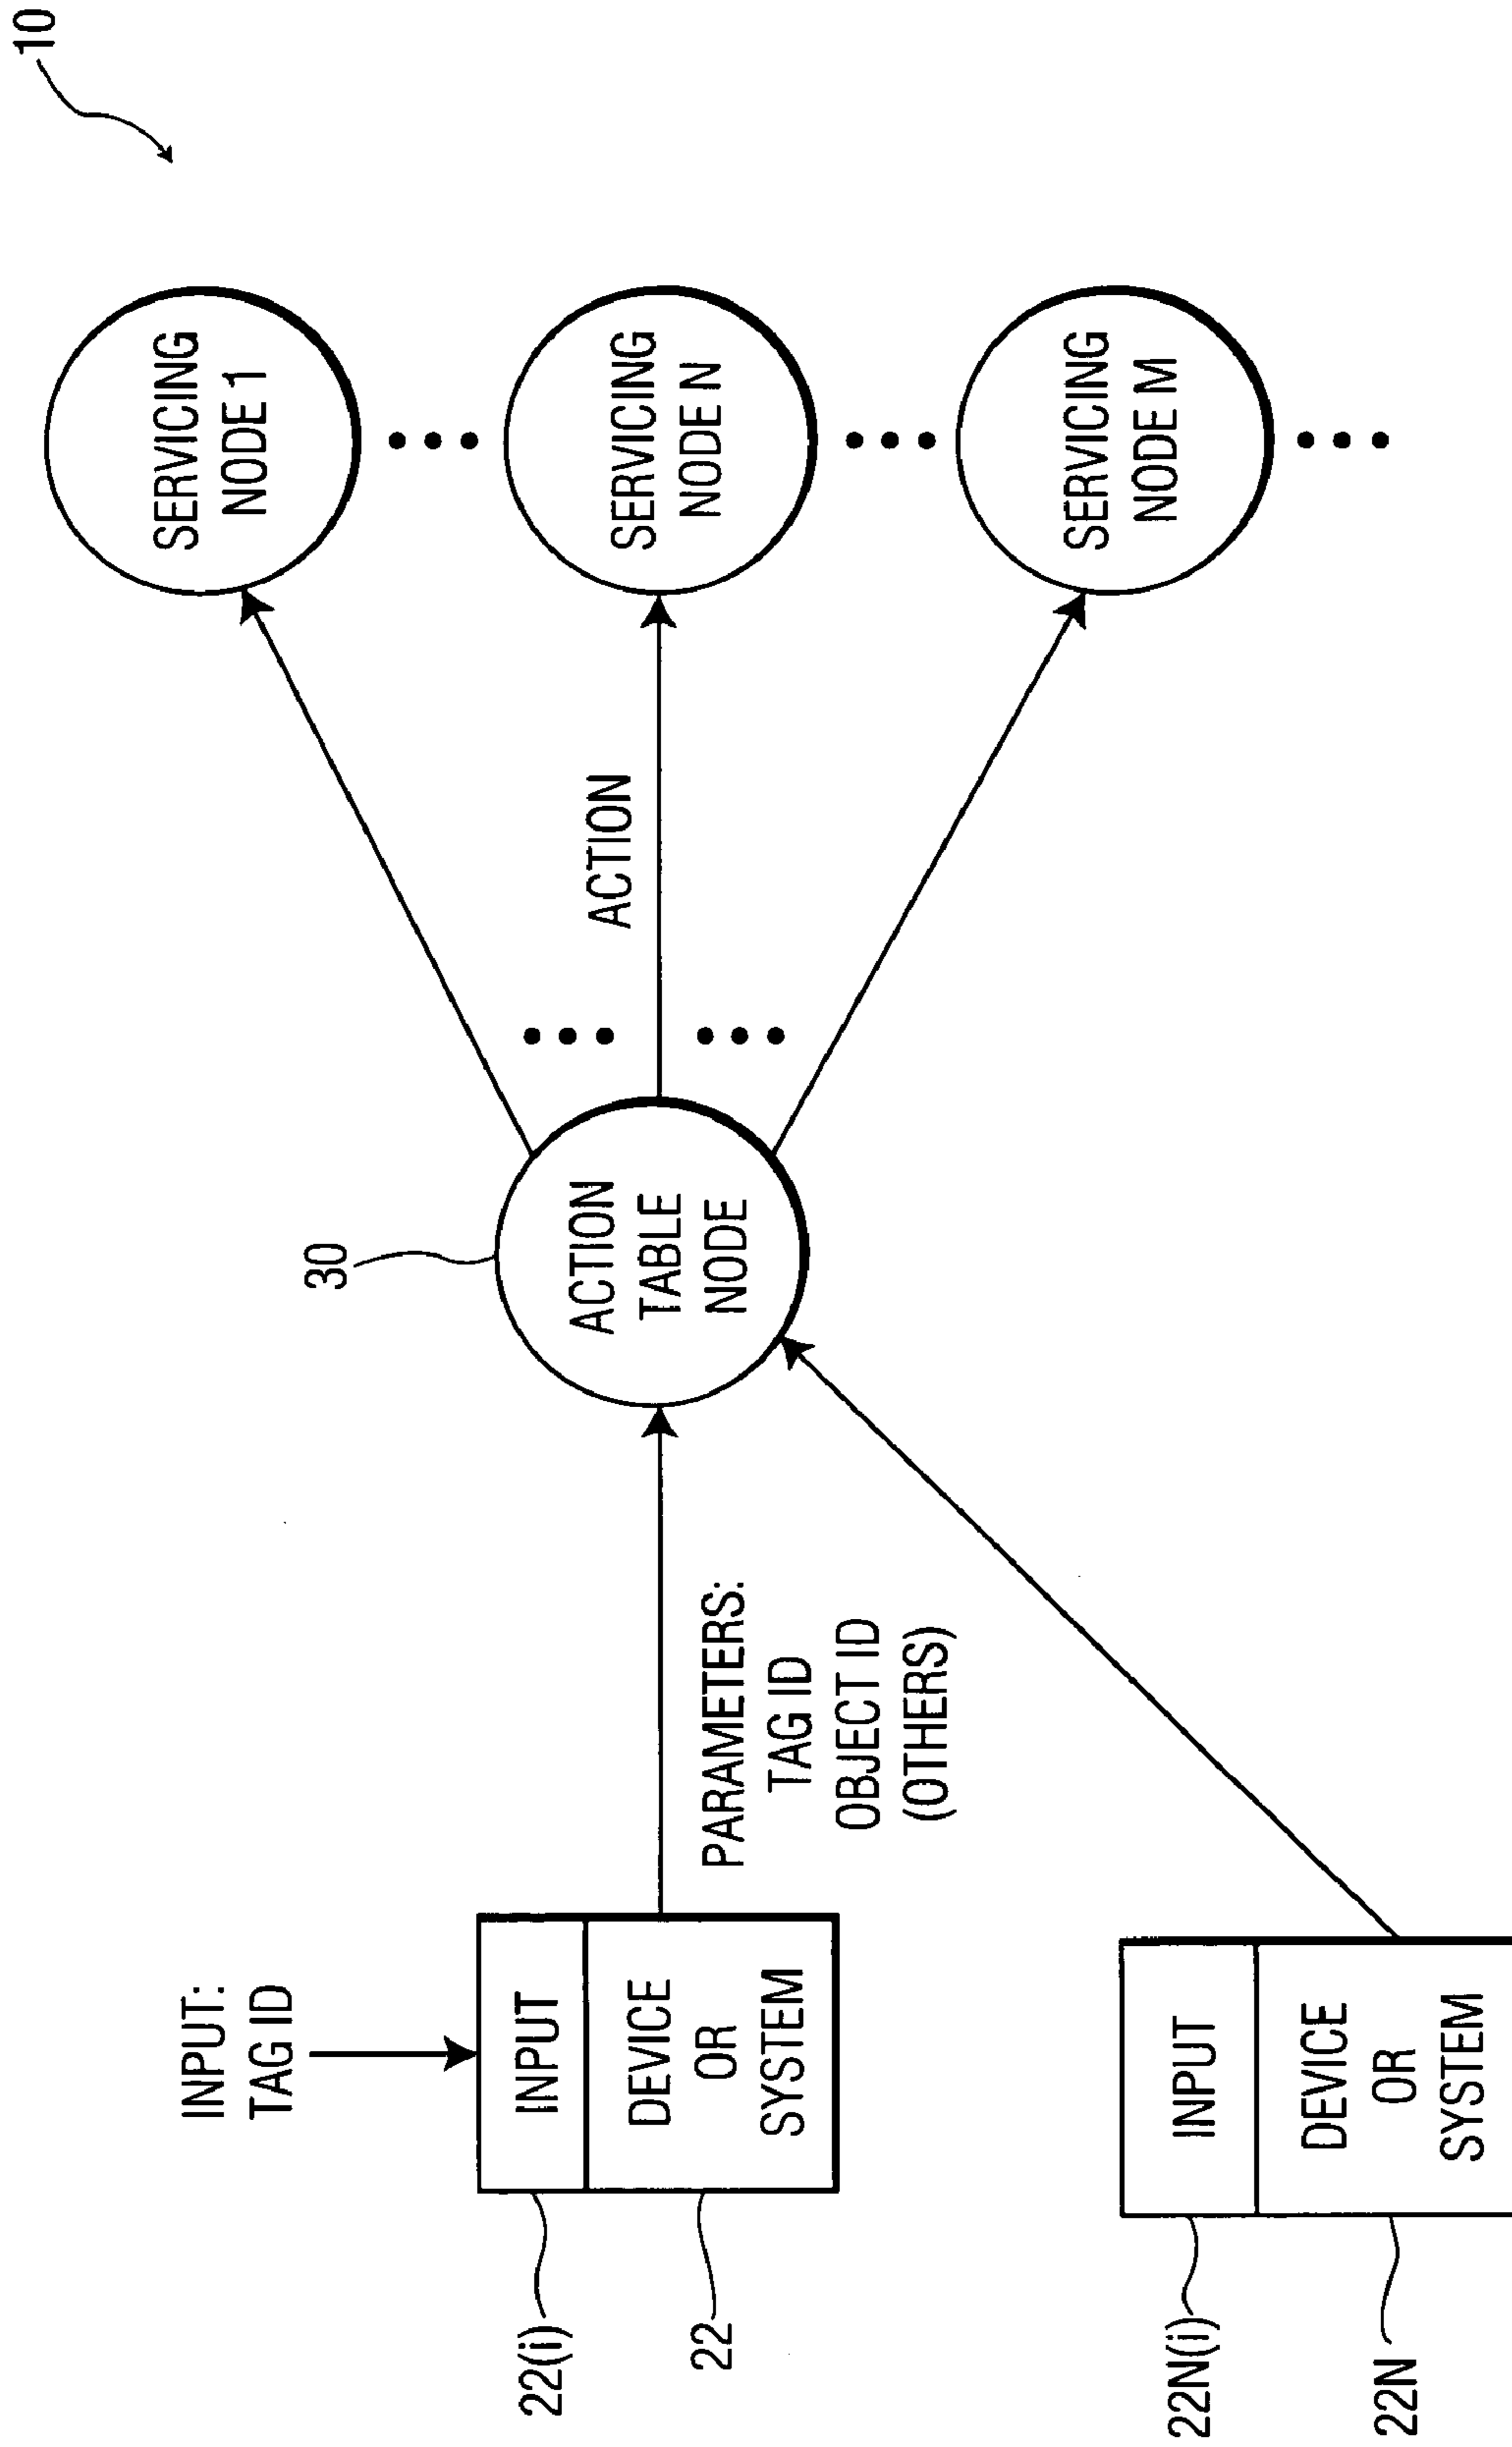 10
SERVICING
NODE 1
SERVICING
NODE N
SERVICING
NODE M
ACTION
30
ACTION
TABLE
NODE
INPUT:
TAG ID
PARAMETERS:
TAG ID
OBJECT ID
(OTHERS)
INPUT
DEVICE
OR
SYSTEM
22(i)
22
INPUT
DEVICE
OR
SYSTEM
22N(i)
22N